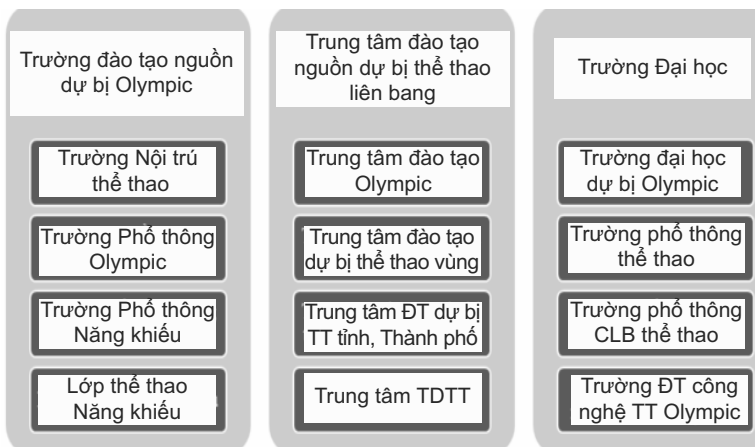 Trường đào tạo nguồn
dự bị Olympic
Trường Nội trú
thể thao
Trường Phổ thông
Olympic
Trường Phổ thông
Năng khiếu
Lớp thể thao
Năng khiếu
Trung tâm đào tạo
nguồn dự bị thể thao
liên bang
Trung tâm đào tạo
Olympic
Trung tâm đào tạo
dự bị thể thao vùng
Trung tâm ĐT dự bị
TT tỉnh, Thành phố
Trung tâm TDTT
Trường Đại học
Trường đại học
dự bị Olympic
Trường phổ thông
thể thao
Trường phổ thông
CLB thể thao
Trường ĐT công
nghệ TT Olympic